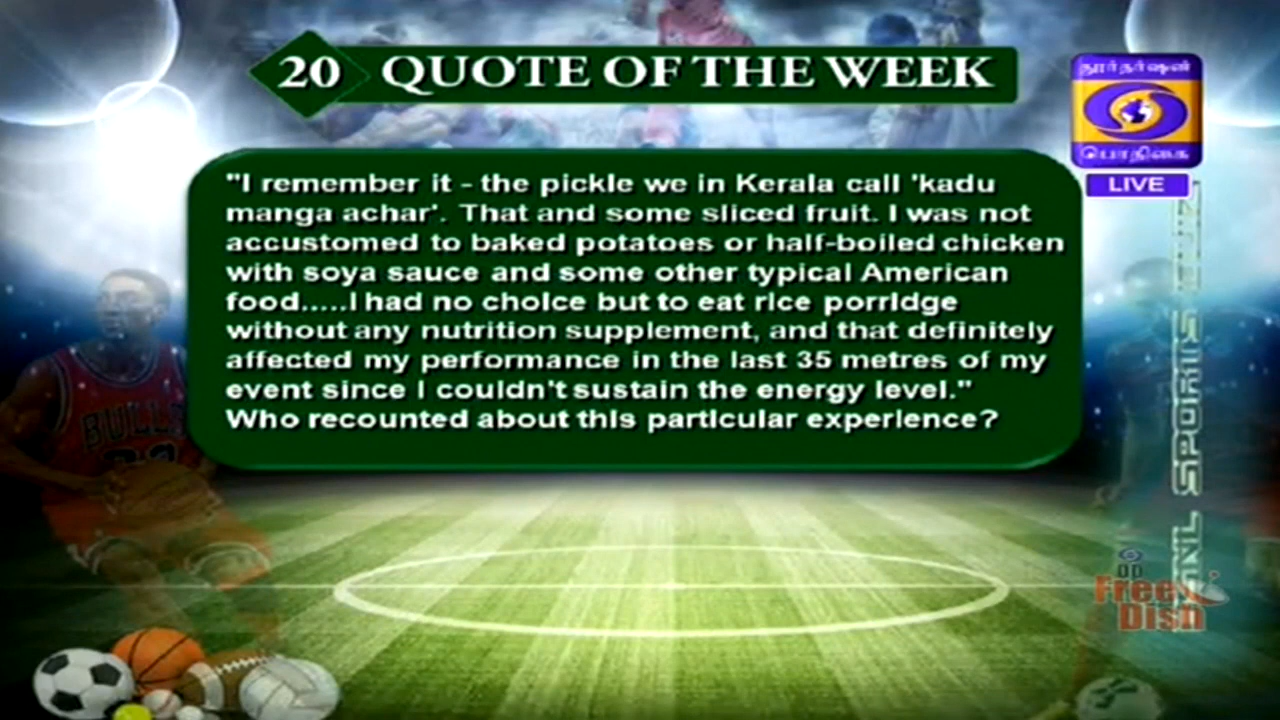 20 QUOTE OF THE WEEK
தூர்தர்ஷன்
பொதிகை
LIVE
"I remember it - the pickle we in Kerala call 'kadu
manga achar'. That and some sliced fruit. I was not
accustomed to baked potatoes or half-boiled chicken
with soya sauce and some other typical American
food.....I had no choice but to eat rice porridge
without any nutrition supplement, and that definitely
affected my performance in the last 35 metres of my
event since I couldn't sustain the energy level."
Who recounted about this particular experience?
BULLS
SPORTS
DD
Free
Dish